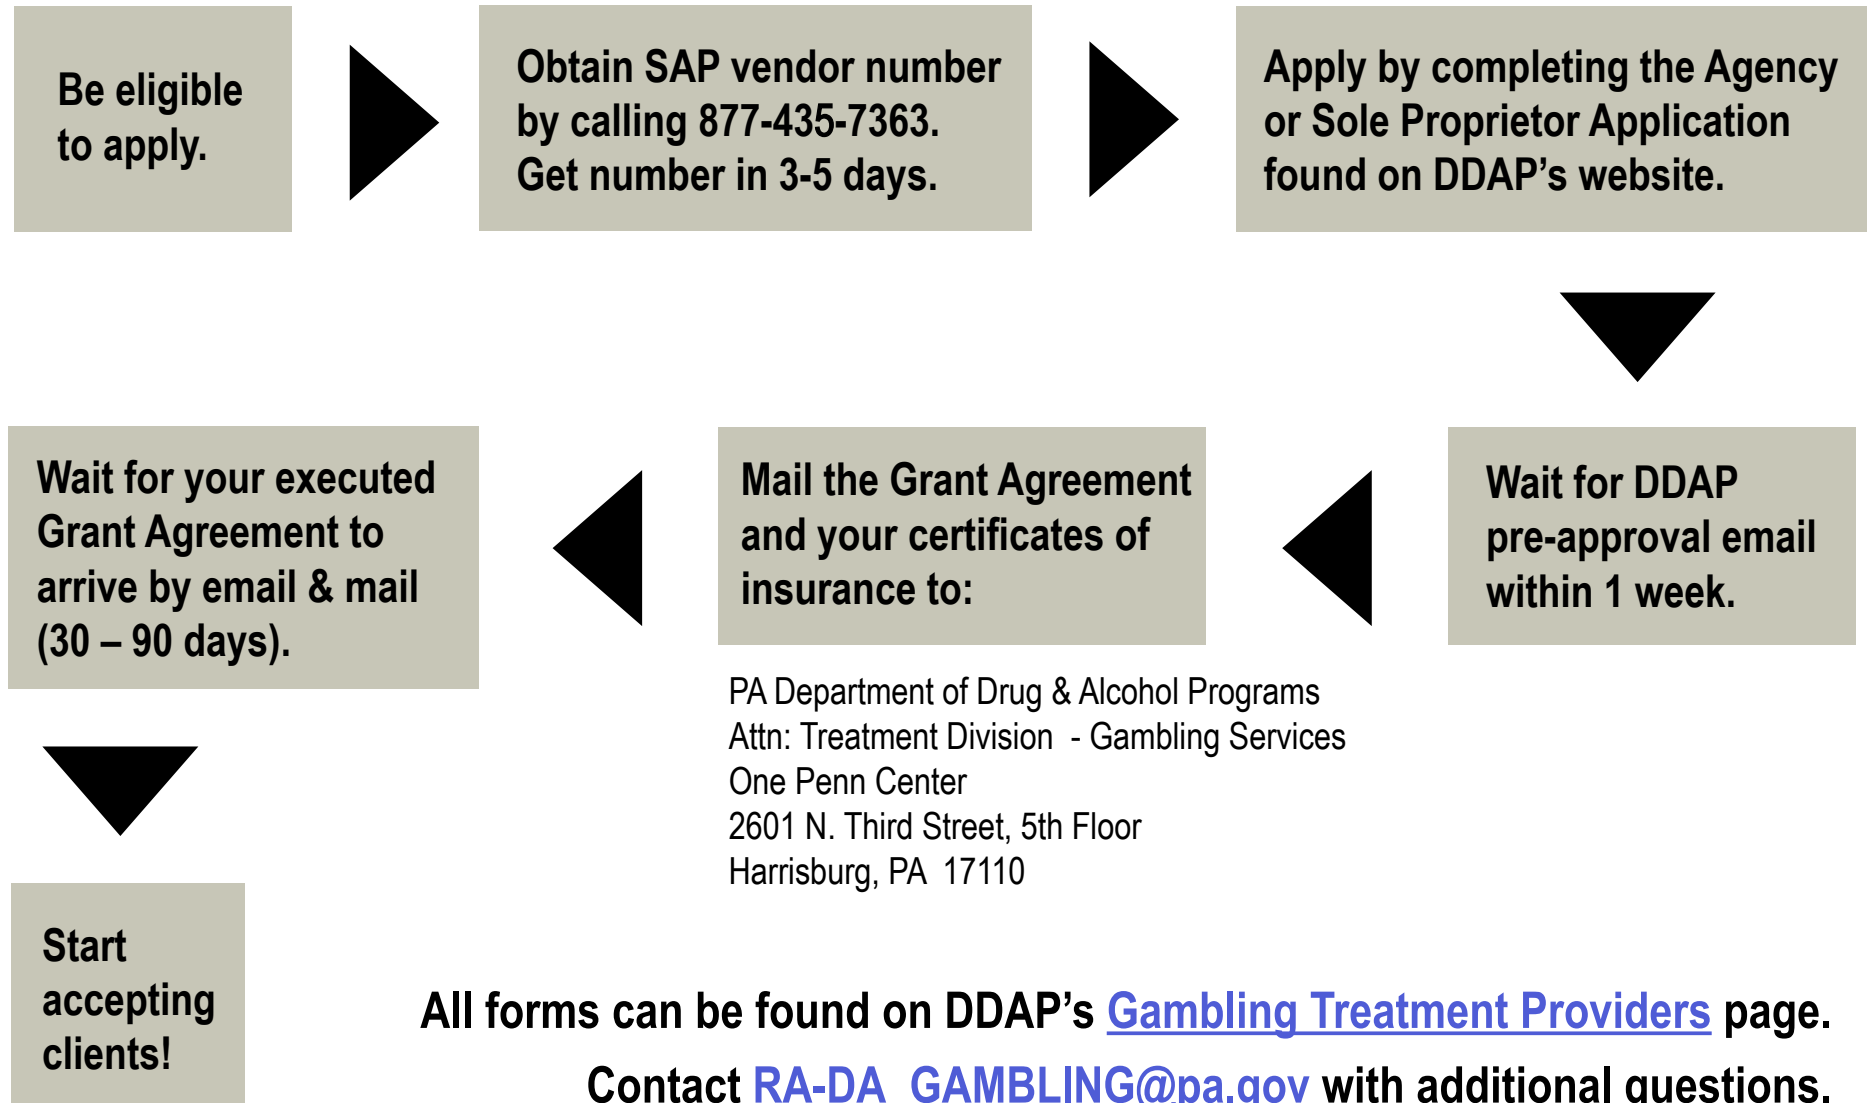 Be eligible
to apply.
Obtain SAP vendor number
by calling 877-435-7363.
Get number in 3-5 days.
Apply by completing the Agency
or Sole Proprietor Application
found on DDAP’s website.
Wait for DDAP
pre-approval email
within 1 week.
Mail the Grant Agreement
and your certificates of
insurance to:
PA Department of Drug & Alcohol Programs
Attn: Treatment Division - Gambling Services
One Penn Center
2601 N. Third Street, 5th Floor
Harrisburg, PA 17110
Wait for your executed
Grant Agreement to
arrive by email & mail
(30 – 90 days).
Start
accepting
clients!
All forms can be found on DDAP’s Gambling Treatment Providers page.
Contact RA-DA_GAMBLING@pa.gov with additional questions.